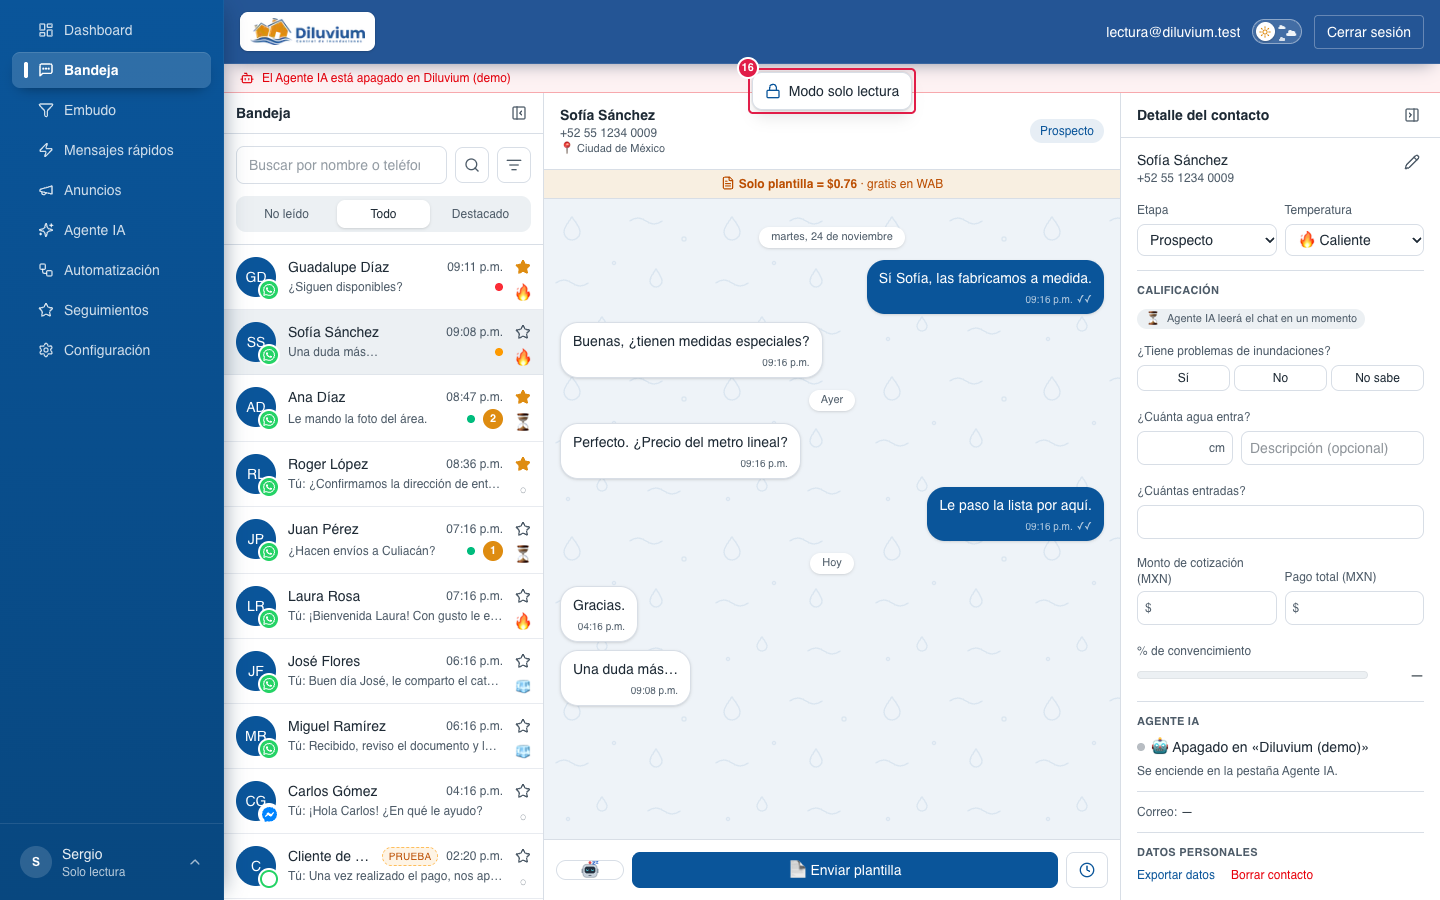 Dashboard
Bandeja
Embudo
Mensajes rápidos
Anuncios
Agente IA
Automatización
Seguimientos
Configuración
S
Sergio
Solo lectura
Diluvium
lectura@diluvium.test
Cerrar sesión
El Agente IA está apagado en Diluvium (demo)
16
Modo solo lectura
Bandeja
Buscar por nombre o teléfo
No leído
Todo
Destacado
GD
Guadalupe Díaz
09:11 p.m.
¿Siguen disponibles?
SS
Sofía Sánchez
09:08 p.m.
Una duda más…
AD
Ana Díaz
08:47 p.m.
Le mando la foto del área.
2
RL
Roger López
08:36 p.m.
Tú: ¿Confirmamos la dirección de ent…
JP
Juan Pérez
07:16 p.m.
¿Hacen envíos a Culiacán?
1
LR
Laura Rosa
07:16 p.m.
Tú: ¡Bienvenida Laura! Con gusto le e…
JF
José Flores
06:16 p.m.
Tú: Buen día José, le comparto el cat…
MR
Miguel Ramírez
06:16 p.m.
Tú: Recibido, reviso el documento y l…
CG
Carlos Gómez
04:16 p.m.
Tú: ¡Hola Carlos! ¿En qué le ayudo?
C
Cliente de …
PRUEBA
02:20 p.m.
Tú: Una vez realizado el pago, nos ap…
Sofía Sánchez
+52 55 1234 0009
Ciudad de México
Prospecto
Solo plantilla = $0.76 · gratis en WAB
martes, 24 de noviembre
Sí Sofía, las fabricamos a medida.
09:16 p.m.
Buenas, ¿tienen medidas especiales?
09:16 p.m.
Ayer
Perfecto. ¿Precio del metro lineal?
09:16 p.m.
Le paso la lista por aquí.
09:16 p.m.
Hoy
Gracias.
04:16 p.m.
Una duda más…
09:08 p.m.
Enviar plantilla
Detalle del contacto
Sofía Sánchez
+52 55 1234 0009
Etapa
Temperatura
Prospecto
Caliente
CALIFICACIÓN
Agente IA leerá el chat en un momento
¿Tiene problemas de inundaciones?
Sí
No
No sabe
¿Cuánta agua entra?
cm
Descripción (opcional)
¿Cuántas entradas?
Monto de cotización
(MXN)
Pago total (MXN)
$
$
% de convencimiento
—
AGENTE IA
Apagado en «Diluvium (demo)»
Se enciende en la pestaña Agente IA.
Correo: —
DATOS PERSONALES
Exportar datos
Borrar contacto